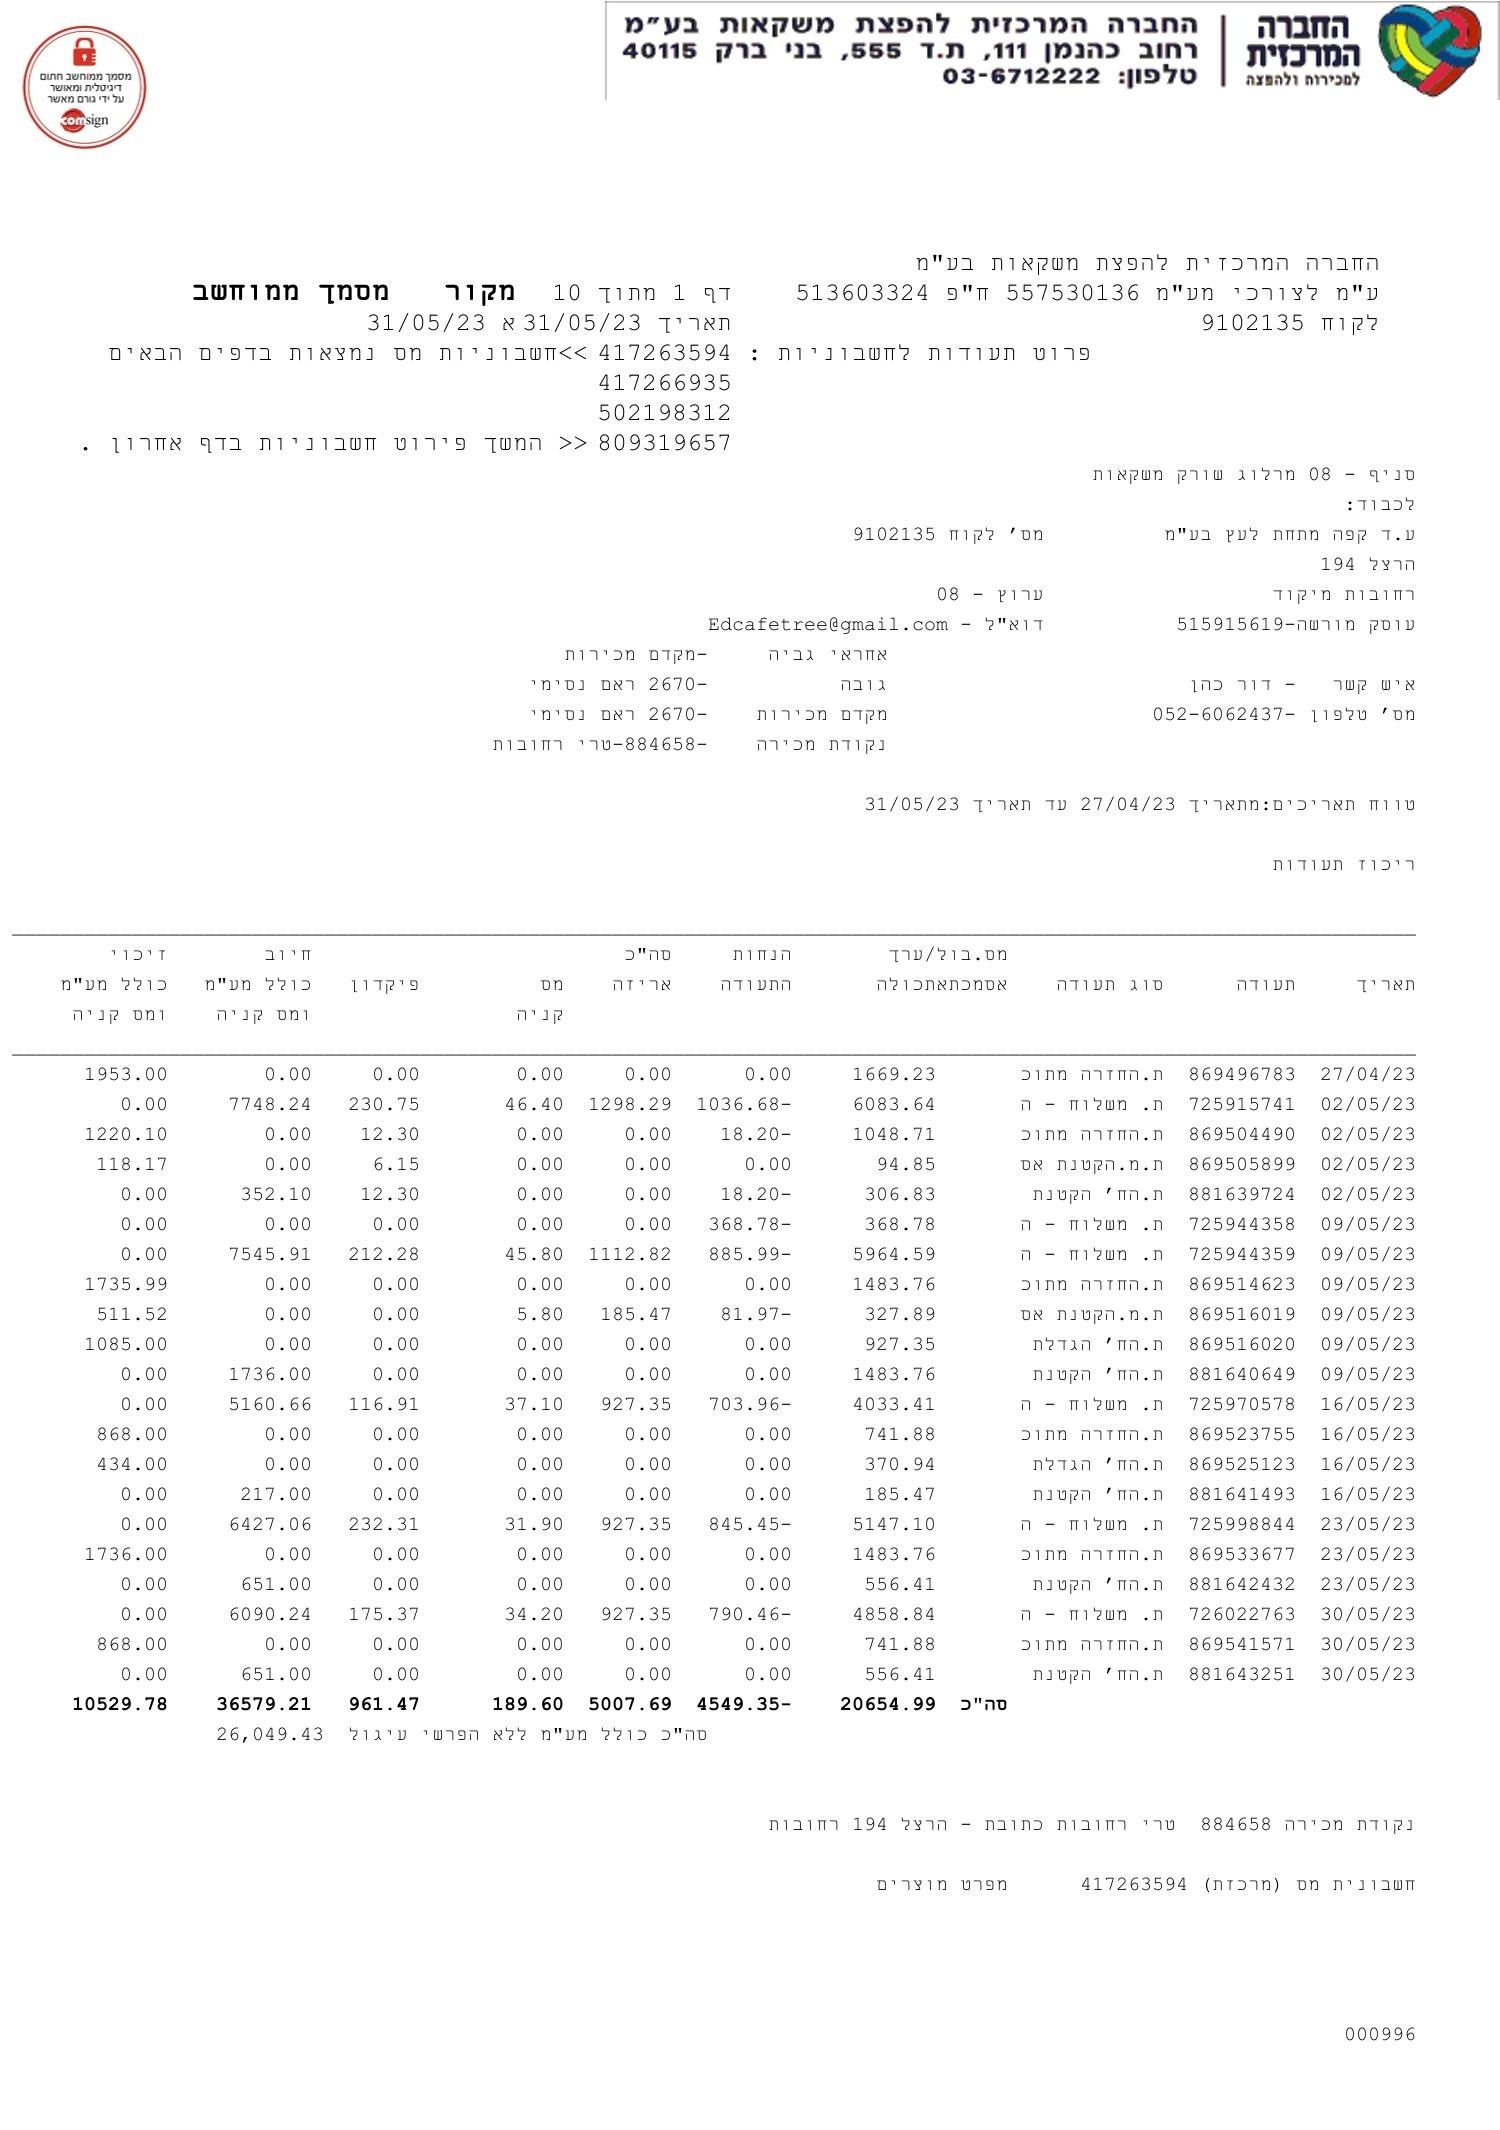 החברה המרכזית להפצת משקאות בע״מ
רחוב כהנמן 111, ת.ד 555, בני ברק 40115
טלפון: 03-6712222
החברה
המרכזית
למכירות ולהפצה
מסמך ממוחשב חתום
דיגיטלית ומאושר
על ידי גורם מאשר
comsign
החברה המרכזית להפצת משקאות בע"מ
ע"מ לצורכי מע"מ 557530136 ח"פ 513603324 דף 1 מתוך 10 מקור מסמך ממוחשב
לקוח 9102135 תאריך 31/05/23 א 31/05/23
פרוט תעודות לחשבוניות : 417263594 >>חשבוניות מס נמצאות בדפים הבאים
417266935
502198312
809319657 >> המשך פירוט חשבוניות בדף אחרון .
סניף - 08 מרלוג שורק משקאות
לכבוד:
ע.ד קפה מתחת לעץ בע"מ מס׳ לקוח 9102135
הרצל 194
רחובות מיקוד ערוץ - 08
עוסק מורשה-515915619 דוא"ל - Edcafetree@gmail.com
אחראי גביה -מקדם מכירות
איש קשר - דור כהן גובה -2670 ראם נסימי
מס׳ טלפון -052-6062437 מקדם מכירות -2670 ראם נסימי
נקודת מכירה -884658-טרי רחובות
טווח תאריכים:מתאריך 27/04/23 עד תאריך 31/05/23
ריכוז תעודות
מס.בול/ערך הנחות סה"כ חיוב זיכוי
תאריך תעודה סוג תעודה אסמכתאתכולה התעודה אריזה מס פיקדון כולל מע"מ כולל מע"מ
קניה ומס קניה ומס קניה
27/04/23 869496783 ת.החזרה מתוכ 1669.23 0.00 0.00 0.00 0.00 0.00 1953.00
02/05/23 725915741 ת. משלוח - ה 6083.64 1036.68- 1298.29 46.40 230.75 7748.24 0.00
02/05/23 869504490 ת.החזרה מתוכ 1048.71 18.20- 0.00 0.00 12.30 0.00 1220.10
02/05/23 869505899 ת.מ.הקטנת אס 94.85 0.00 0.00 0.00 6.15 0.00 118.17
02/05/23 881639724 ת.הח׳ הקטנת 306.83 18.20- 0.00 0.00 12.30 352.10 0.00
09/05/23 725944358 ת. משלוח - ה 368.78 368.78- 0.00 0.00 0.00 0.00 0.00
09/05/23 725944359 ת. משלוח - ה 5964.59 885.99- 1112.82 45.80 212.28 7545.91 0.00
09/05/23 869514623 ת.החזרה מתוכ 1483.76 0.00 0.00 0.00 0.00 0.00 1735.99
09/05/23 869516019 ת.מ.הקטנת אס 327.89 81.97- 185.47 5.80 0.00 0.00 511.52
09/05/23 869516020 ת.הח׳ הגדלת 927.35 0.00 0.00 0.00 0.00 0.00 1085.00
09/05/23 881640649 ת.הח׳ הקטנת 1483.76 0.00 0.00 0.00 0.00 1736.00 0.00
16/05/23 725970578 ת. משלוח - ה 4033.41 703.96- 927.35 37.10 116.91 5160.66 0.00
16/05/23 869523755 ת.החזרה מתוכ 741.88 0.00 0.00 0.00 0.00 0.00 868.00
16/05/23 869525123 ת.הח׳ הגדלת 370.94 0.00 0.00 0.00 0.00 0.00 434.00
16/05/23 881641493 ת.הח׳ הקטנת 185.47 0.00 0.00 0.00 0.00 217.00 0.00
23/05/23 725998844 ת. משלוח - ה 5147.10 845.45- 927.35 31.90 232.31 6427.06 0.00
23/05/23 869533677 ת.החזרה מתוכ 1483.76 0.00 0.00 0.00 0.00 0.00 1736.00
23/05/23 881642432 ת.הח׳ הקטנת 556.41 0.00 0.00 0.00 0.00 651.00 0.00
30/05/23 726022763 ת. משלוח - ה 4858.84 790.46- 927.35 34.20 175.37 6090.24 0.00
30/05/23 869541571 ת.החזרה מתוכ 741.88 0.00 0.00 0.00 0.00 0.00 868.00
30/05/23 881643251 ת.הח׳ הקטנת 556.41 0.00 0.00 0.00 0.00 651.00 0.00
סה"כ 20654.99 4549.35- 5007.69 189.60 961.47 36579.21 10529.78
סה"כ כולל מע"מ ללא הפרשי עיגול 26,049.43
נקודת מכירה 884658 טרי רחובות כתובת - הרצל 194 רחובות
חשבונית מס (מרכזת) 417263594 מפרט מוצרים
000996